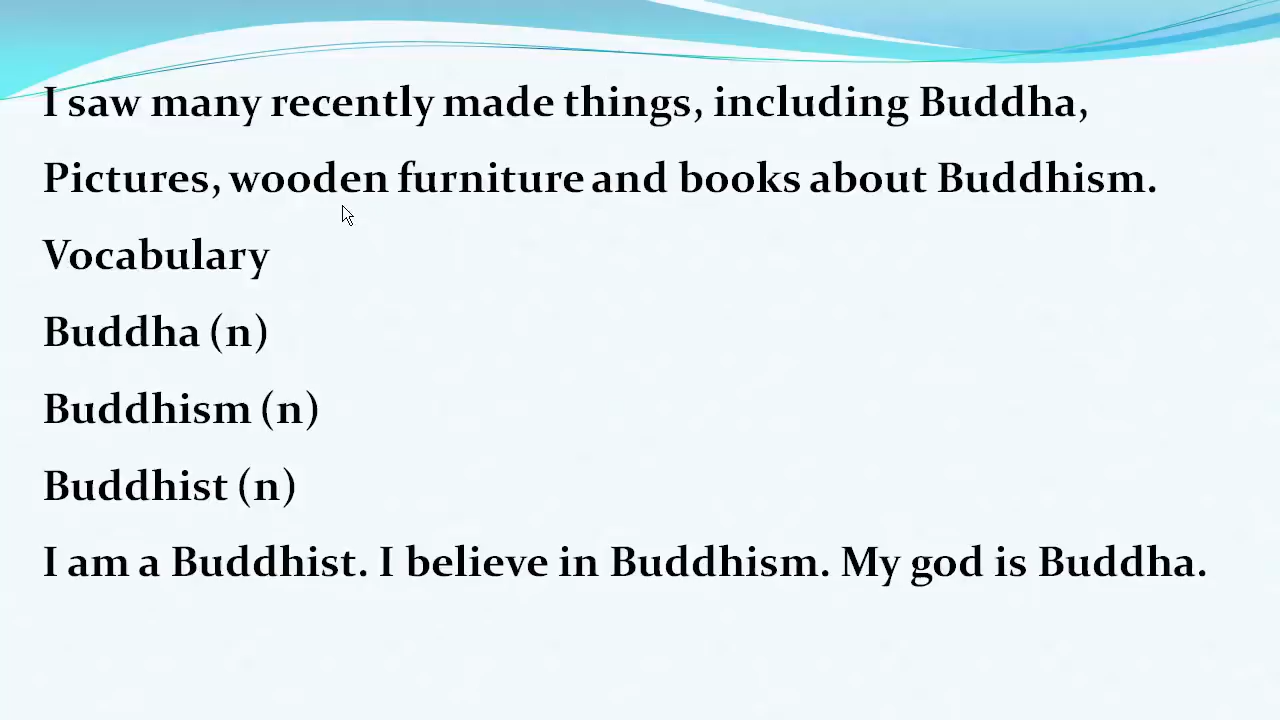 I saw many recently made things, including Buddha,
Pictures, wooden furniture and books about Buddhism.
Vocabulary
Buddha (n)
Buddhism (n)
Buddhist (n)
I am a Buddhist. I believe in Buddhism. My god is Buddha.